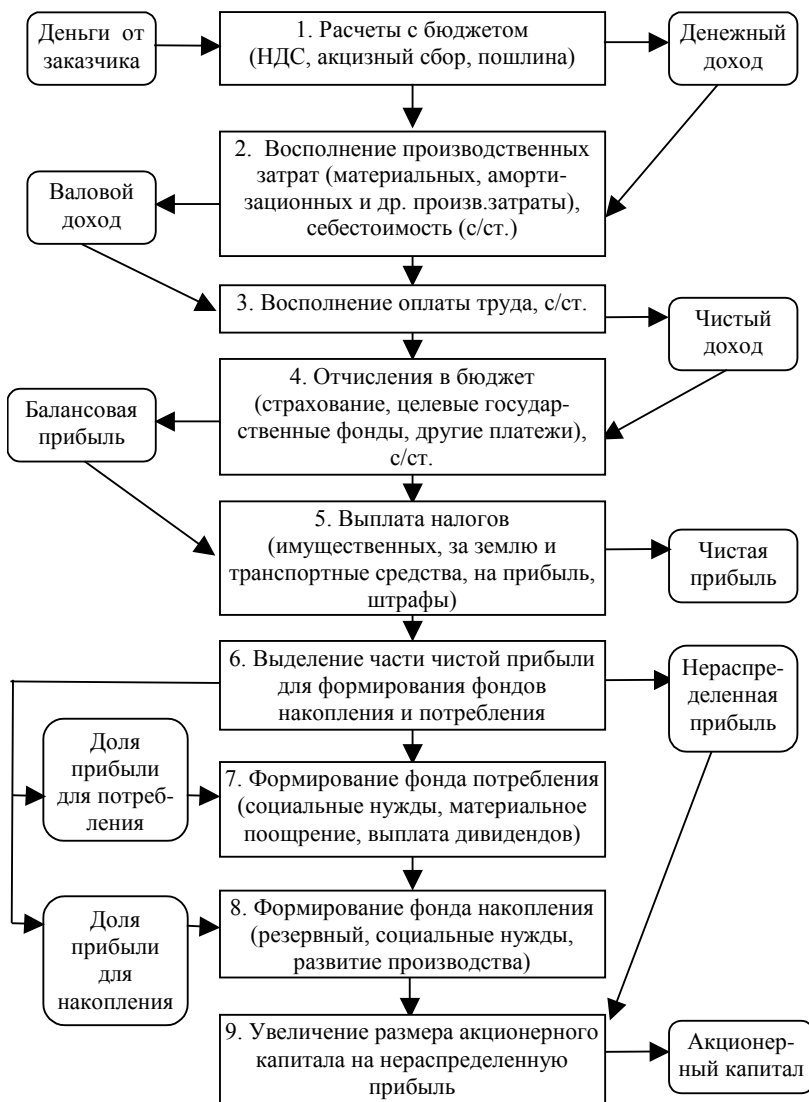 Деньги от
заказчика
1. Расчеты с бюджетом
(НДС, акцизный сбор, пошлина)
Денежный
доход
2. Восполнение производственных
затрат (материальных, аморти-
зационных и др. произв.затраты),
себестоимость (с/ст.)
Валовой
доход
3. Восполнение оплаты труда, с/ст.
Чистый
доход
4. Отчисления в бюджет
(страхование, целевые государ-
ственные фонды, другие платежи),
с/ст.
Балансовая
прибыль
5. Выплата налогов
(имущественных, за землю и
транспортные средства, на прибыль,
штрафы)
Чистая
прибыль
6. Выделение части чистой прибыли
для формирования фондов
накопления и потребления
Нераспре-
деленная
прибыль
Доля
прибыли
для потреб-
ления
7. Формирование фонда потребления
(социальные нужды, материальное
поощрение, выплата дивидендов)
Доля
прибыли
для
накопления
8. Формирование фонда накопления
(резервный, социальные нужды,
развитие производства)
9. Увеличение размера акционерного
капитала на нераспределенную
прибыль
Акционер-
ный капитал